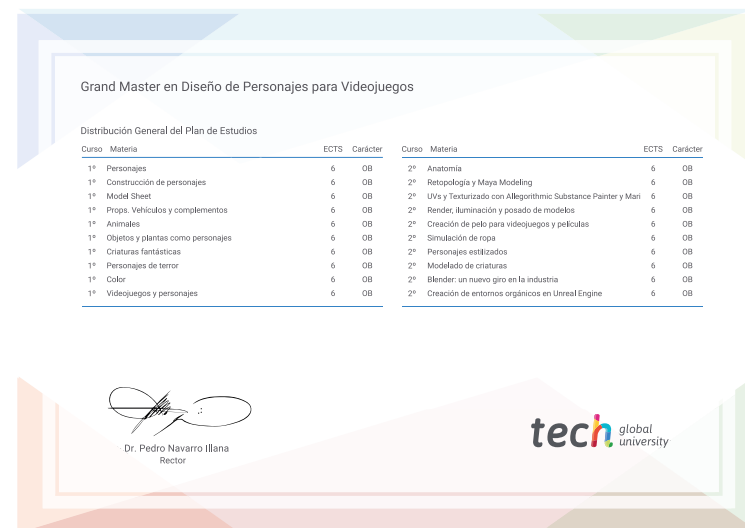 Grand Master en Diseño de Personajes para Videojuegos
Distribución General del Plan de Estudios
Curso Materia ECTS Carácter
1º Personajes 6 OB
1º Construcción de personajes 6 OB
1º Model Sheet 6 OB
1º Props. Vehículos y complementos 6 OB
1º Animales 6 OB
1º Objetos y plantas como personajes 6 OB
1º Criaturas fantásticas 6 OB
1º Personajes de terror 6 OB
1º Color 6 OB
1º Videojuegos y personajes 6 OB
Curso Materia ECTS Carácter
2º Anatomía 6 OB
2º Retopología y Maya Modeling 6 OB
2º UVs y Texturizado con Allegorithmic Substance Painter y Mari 6 OB
2º Render, iluminación y posado de modelos 6 OB
2º Creación de pelo para videojuegos y películas 6 OB
2º Simulación de ropa 6 OB
2º Personajes estilizados 6 OB
2º Modelado de criaturas 6 OB
2º Blender: un nuevo giro en la industria 6 OB
2º Creación de entornos orgánicos en Unreal Engine 6 OB
Dr. Pedro Navarro Illana
Rector
tech global
university